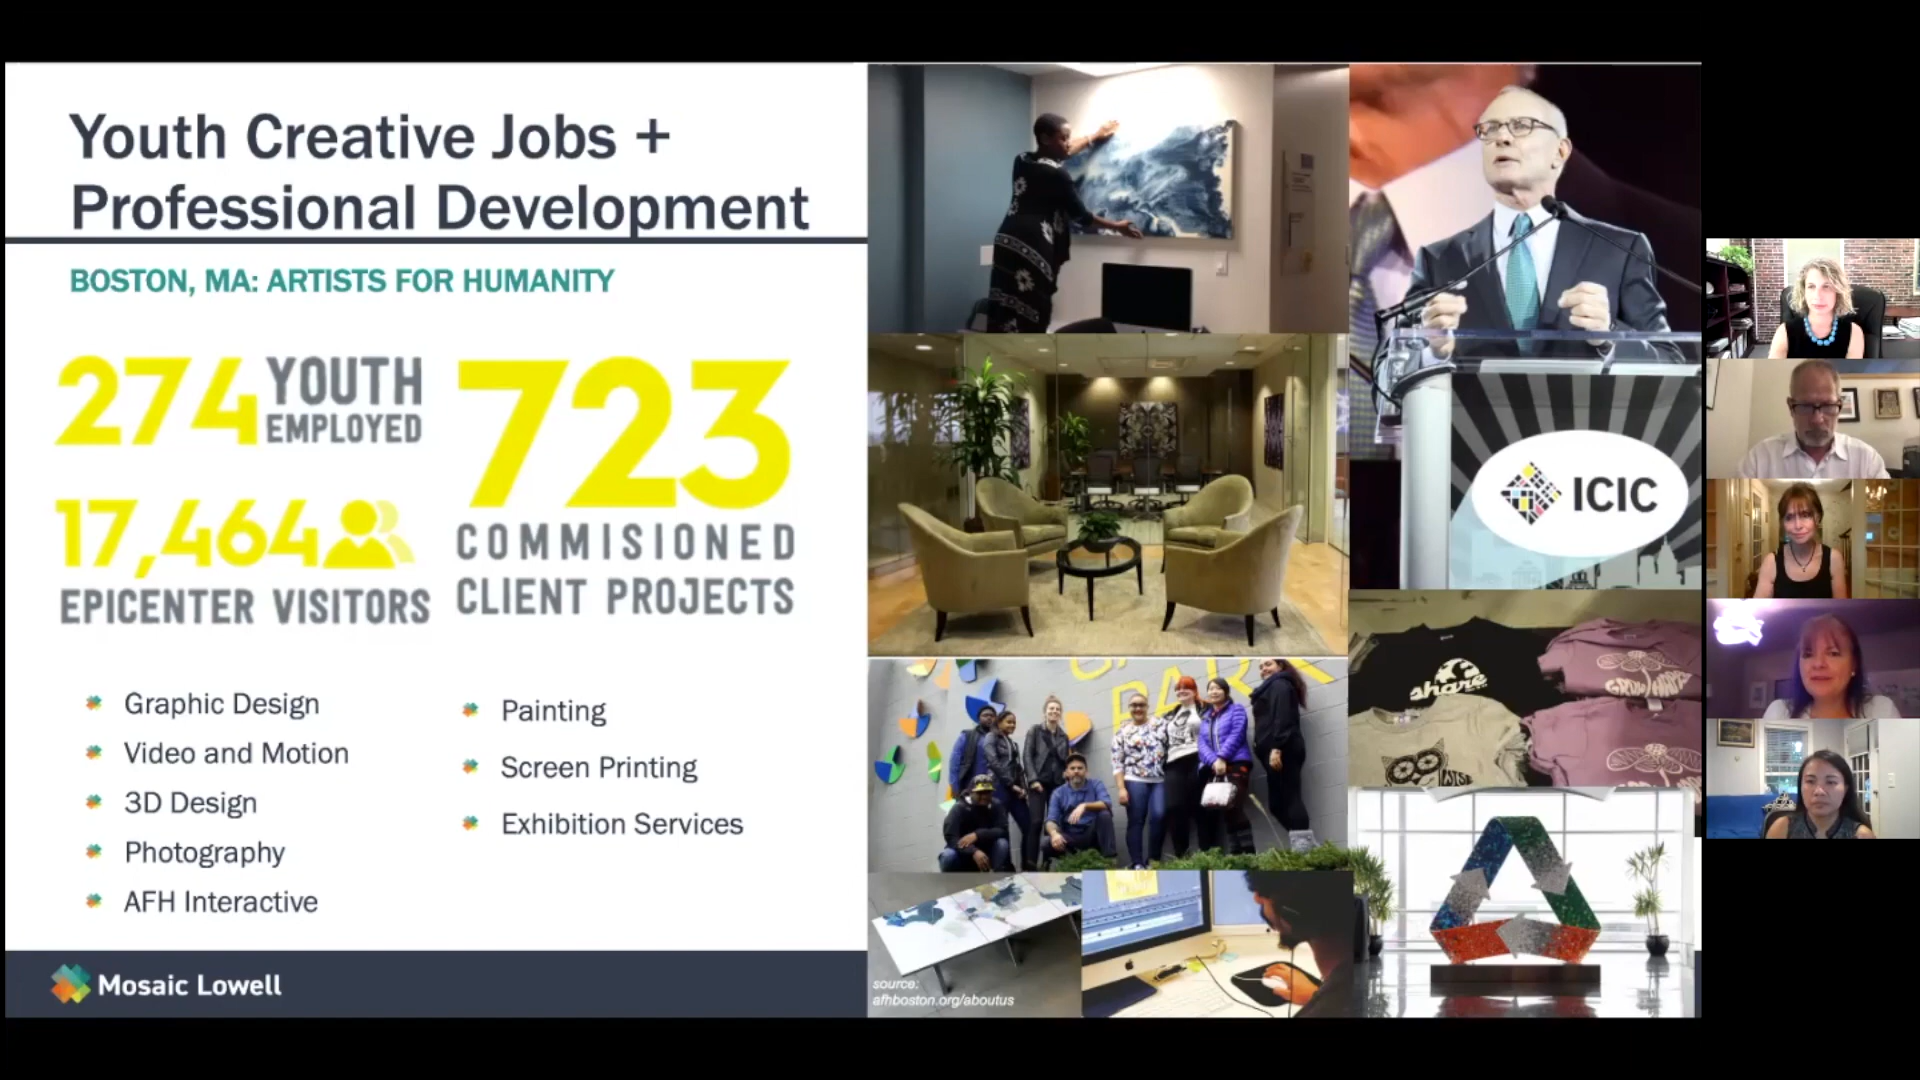 Youth Creative Jobs +
Professional Development
BOSTON, MA: ARTISTS FOR HUMANITY
274 YOUTH
EMPLOYED
17,464
EPICENTER VISITORS
723
COMMISIONED
CLIENT PROJECTS
Graphic Design
Video and Motion
3D Design
Photography
AFH Interactive
Painting
Screen Printing
Exhibition Services
Mosaic Lowell
ICIC
share
PARK
source:
afhboston.org/aboutus